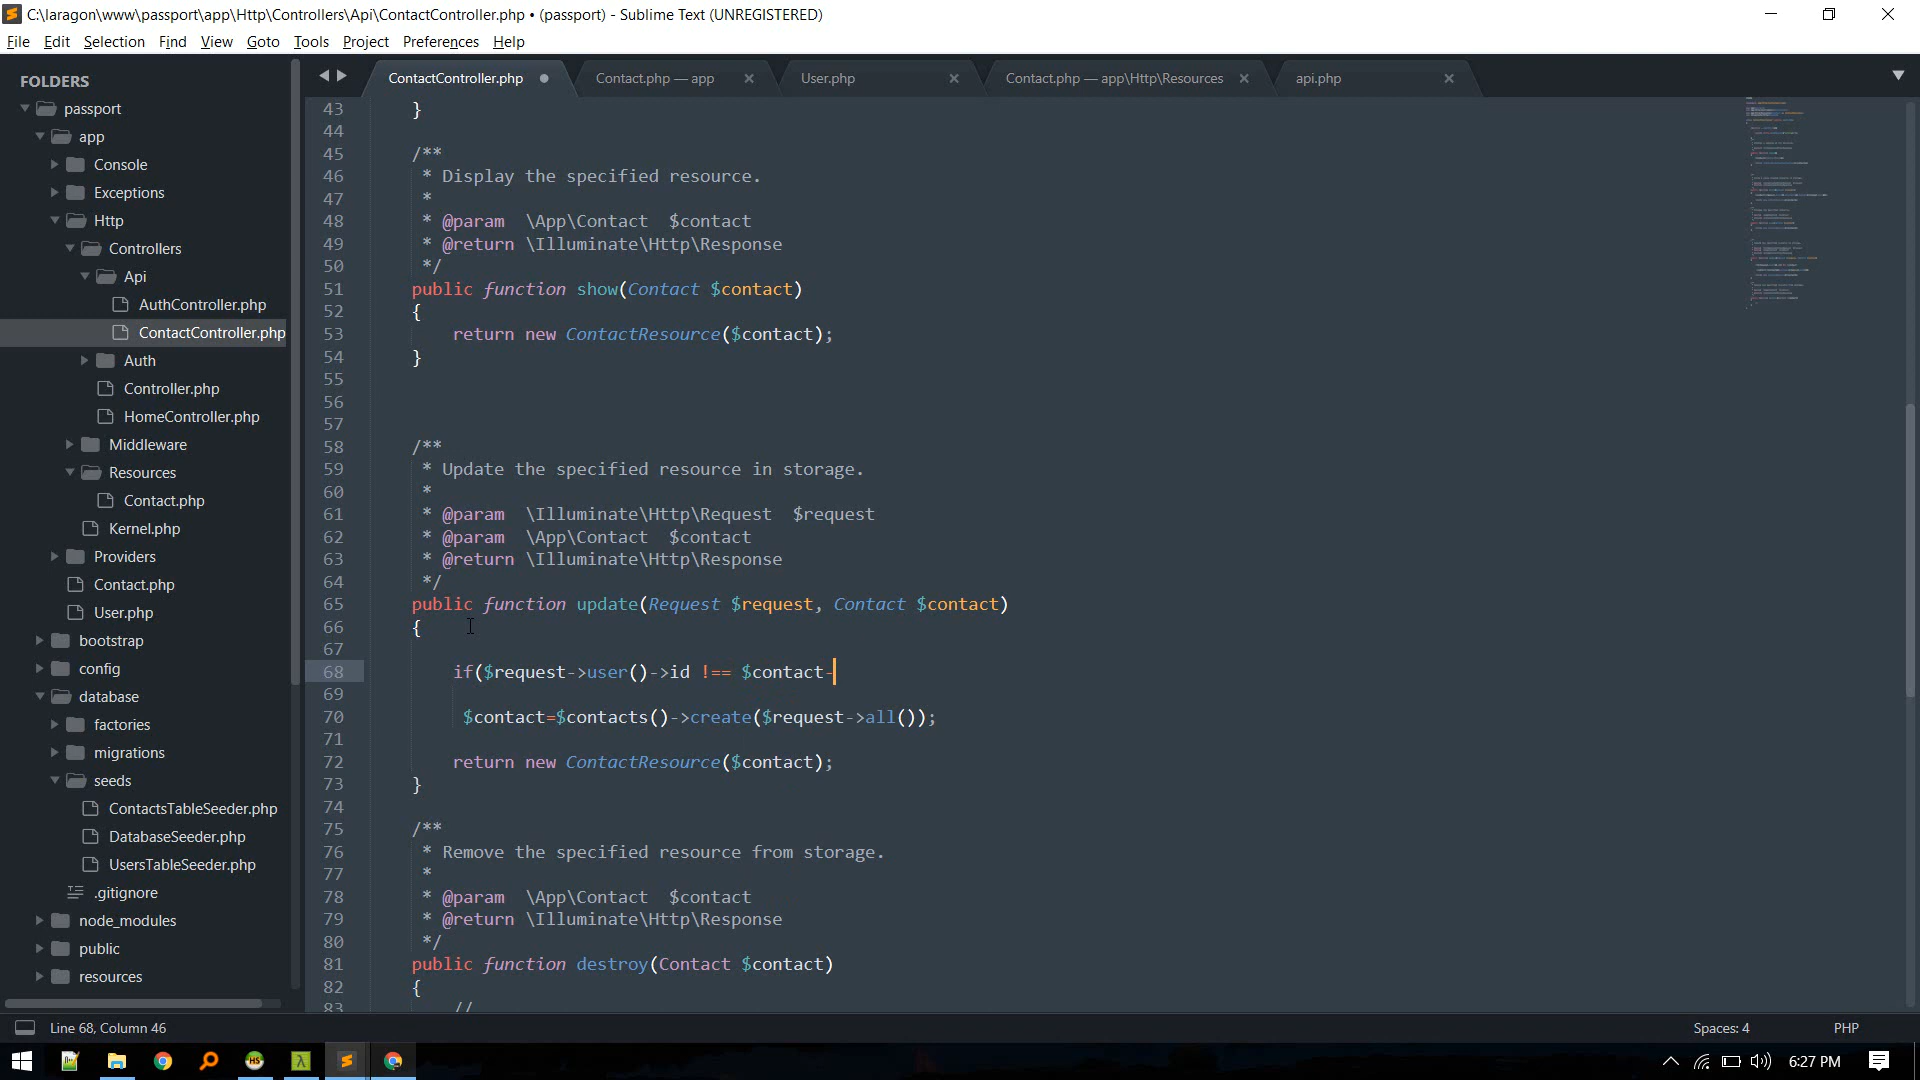 C:\laragon\www\passport\app\Http\Controllers\Api\ContactController.php • (passport) - Sublime Text (UNREGISTERED)
File Edit Selection Find View Goto Tools Project Preferences Help
FOLDERS
passport
app
Console
Exceptions
Http
Controllers
Api
AuthController.php
ContactController.php
Auth
Controller.php
HomeController.php
Middleware
Resources
Contact.php
Kernel.php
Providers
Contact.php
User.php
bootstrap
config
database
factories
migrations
seeds
ContactsTableSeeder.php
DatabaseSeeder.php
UsersTableSeeder.php
.gitignore
node_modules
public
resources
ContactController.php Contact.php — app User.php Contact.php — app\Http\Resources api.php
43 }
44
45 /**
46 * Display the specified resource.
47 *
48 * @param \App\Contact $contact
49 * @return \Illuminate\Http\Response
50 */
51 public function show(Contact $contact)
52 {
53 return new ContactResource($contact);
54 }
55
56
57
58 /**
59 * Update the specified resource in storage.
60 *
61 * @param \Illuminate\Http\Request $request
62 * @param \App\Contact $contact
63 * @return \Illuminate\Http\Response
64 */
65 public function update(Request $request, Contact $contact)
66 {
67
68 if($request->user()->id !== $contact-
69
70 $contact=$contacts()->create($request->all());
71
72 return new ContactResource($contact);
73 }
74
75 /**
76 * Remove the specified resource from storage.
77 *
78 * @param \App\Contact $contact
79 * @return \Illuminate\Http\Response
80 */
81 public function destroy(Contact $contact)
82 {
83 //
Line 68, Column 46 Spaces: 4 PHP
6:27 PM